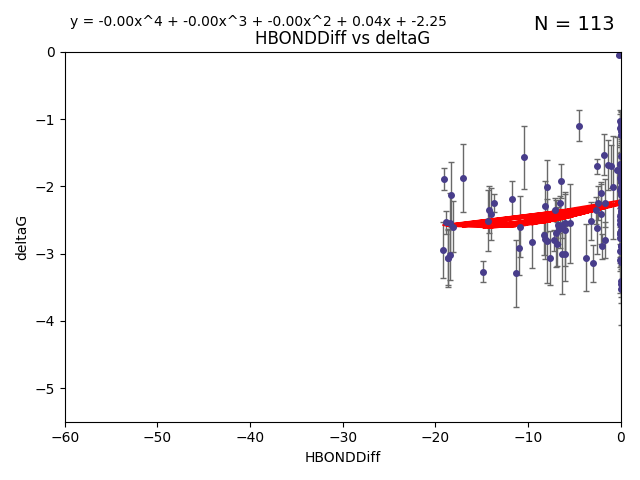 y = -0.00x^4 + -0.00x^3 + -0.00x^2 + 0.04x + -2.25
N = 113
HBONDDiff vs deltaG
0
−1
−2
−3
−4
−5
deltaG
−60 −50 −40 −30 −20 −10 0
HBONDDiff